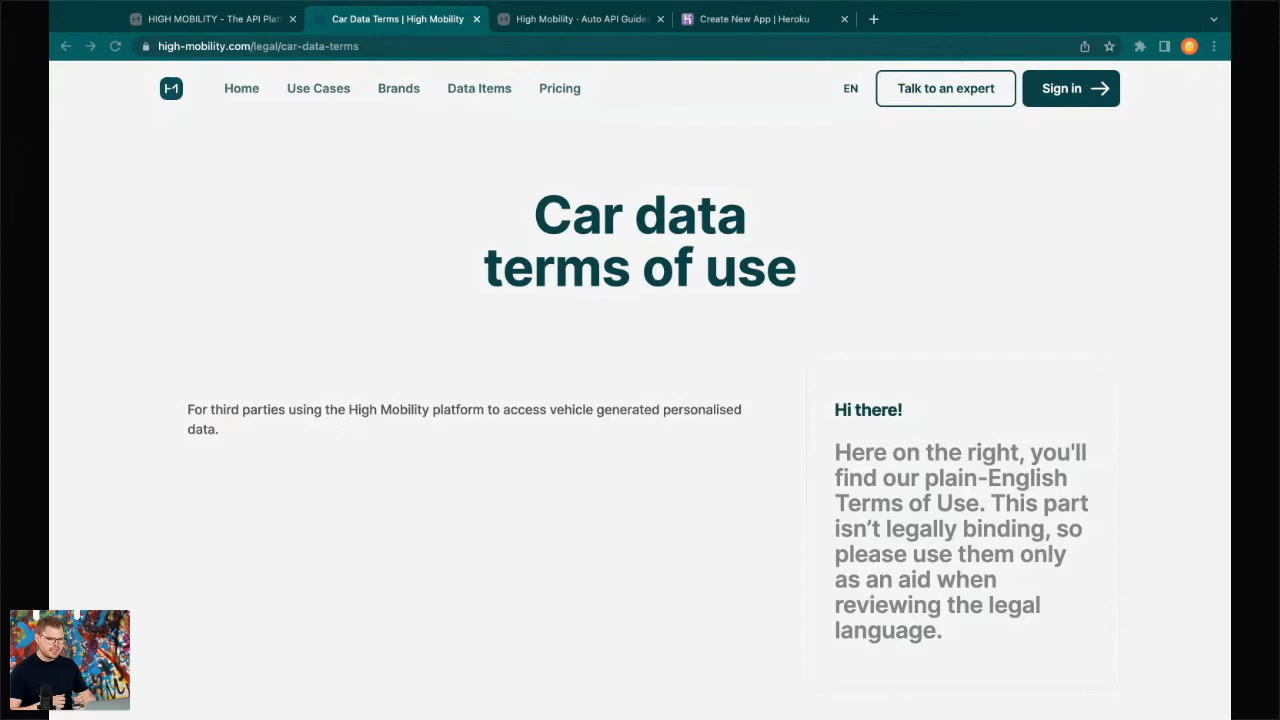 HIGH MOBILITY - The API Plat
Car Data Terms | High Mobility
High Mobility · Auto API Guides
Create New App | Heroku
high-mobility.com/legal/car-data-terms
Home
Use Cases
Brands
Data Items
Pricing
EN
Talk to an expert
Sign in
Car data
terms of use
For third parties using the High Mobility platform to access vehicle generated personalised
data.
Hi there!
Here on the right, you'll
find our plain-English
Terms of Use. This part
isn’t legally binding, so
please use them only
as an aid when
reviewing the legal
language.